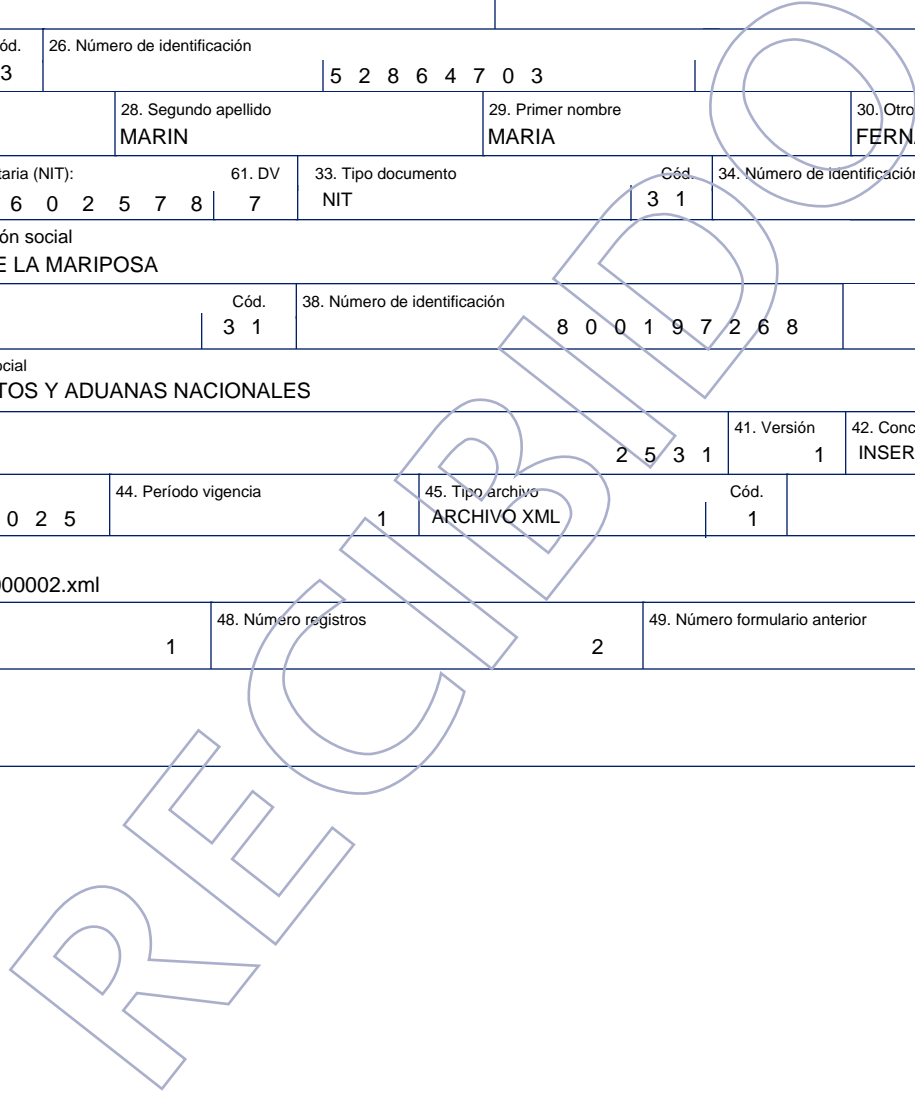 ód. 26. Número de identificación
3 5 2 8 6 4 7 0 3
28. Segundo apellido 29. Primer nombre 30. Otro
MARIN MARIA FERNA
taria (NIT): 61. DV 33. Tipo documento Cód. 34. Número de identificación
6 0 2 5 7 8 7 NIT 3 1
ón social
E LA MARIPOSA
Cód. 38. Número de identificación
3 1 8 0 0 1 9 7 2 6 8
ocial
TOS Y ADUANAS NACIONALES
41. Versión 42. Conc
2 5 3 1 1 INSER
44. Período vigencia 45. Tipo archivo Cód.
0 2 5 1 ARCHIVO XML 1
000002.xml
48. Número registros 49. Número formulario anterior
1 2
RECIBIDO